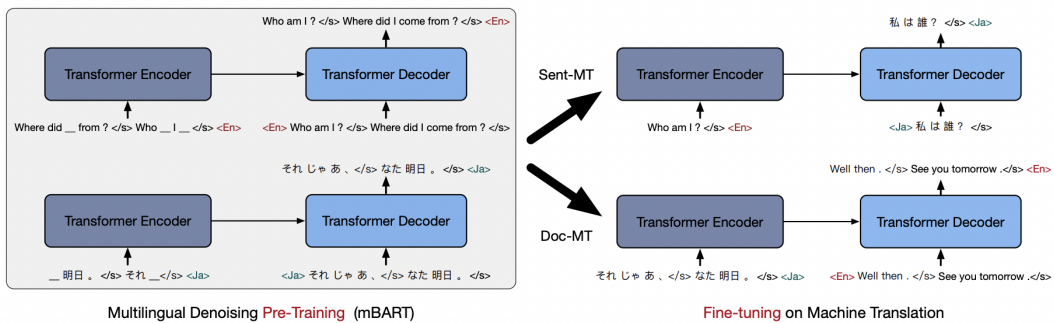 Who am I ? </s> Where did I come from ? </s> <En>
Transformer Encoder
Transformer Decoder
Where did __ from ? </s> Who __ I __ </s> <En>
<En> Who am I ? </s> Where did I come from ? </s>
それ じゃ あ 、 </s> なた 明日 。 </s> <Ja>
Transformer Encoder
Transformer Decoder
__ 明日 。 </s> それ __ </s> <Ja>
<Ja> それ じゃ あ 、 </s> なた 明日 。 </s>
Multilingual Denoising Pre-Training (mBART)
Sent-MT
Doc-MT
私 は 誰 ? </s> <Ja>
Transformer Encoder
Transformer Decoder
Who am I ? </s> <En>
<Ja> 私 は 誰 ? </s>
Well then . </s> See you tomorrow .</s> <En>
Transformer Encoder
Transformer Decoder
それ じゃ あ 、 </s> なた 明日 。 </s> <Ja>
<En> Well then . </s> See you tomorrow .</s>
Fine-tuning on Machine Translation